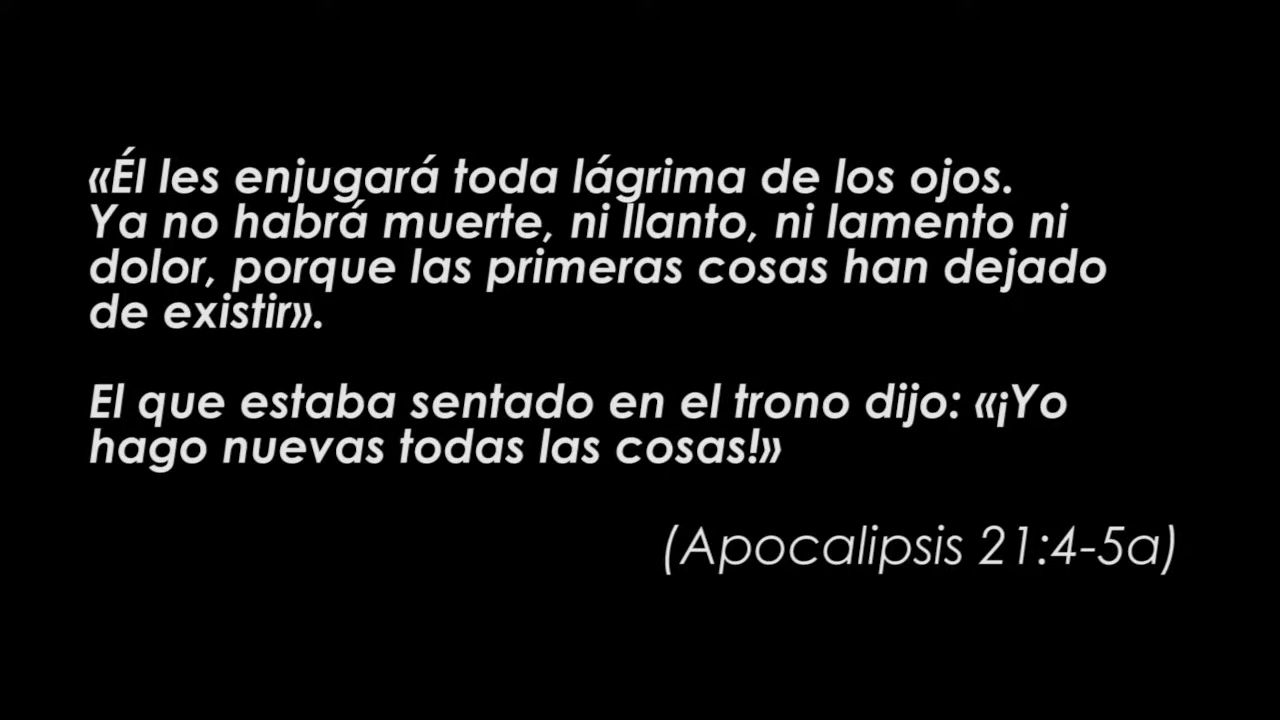 «Él les enjugará toda lágrima de los ojos.
Ya no habrá muerte, ni llanto, ni lamento ni
dolor, porque las primeras cosas han dejado
de existir».
El que estaba sentado en el trono dijo: «¡Yo
hago nuevas todas las cosas!»
(Apocalipsis 21:4-5a)